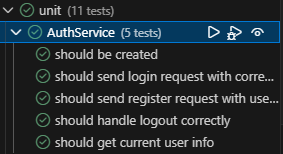 unit (11 tests)
AuthService (5 tests)
should be created
should send login request with corre...
should send register request with use...
should handle logout correctly
should get current user info